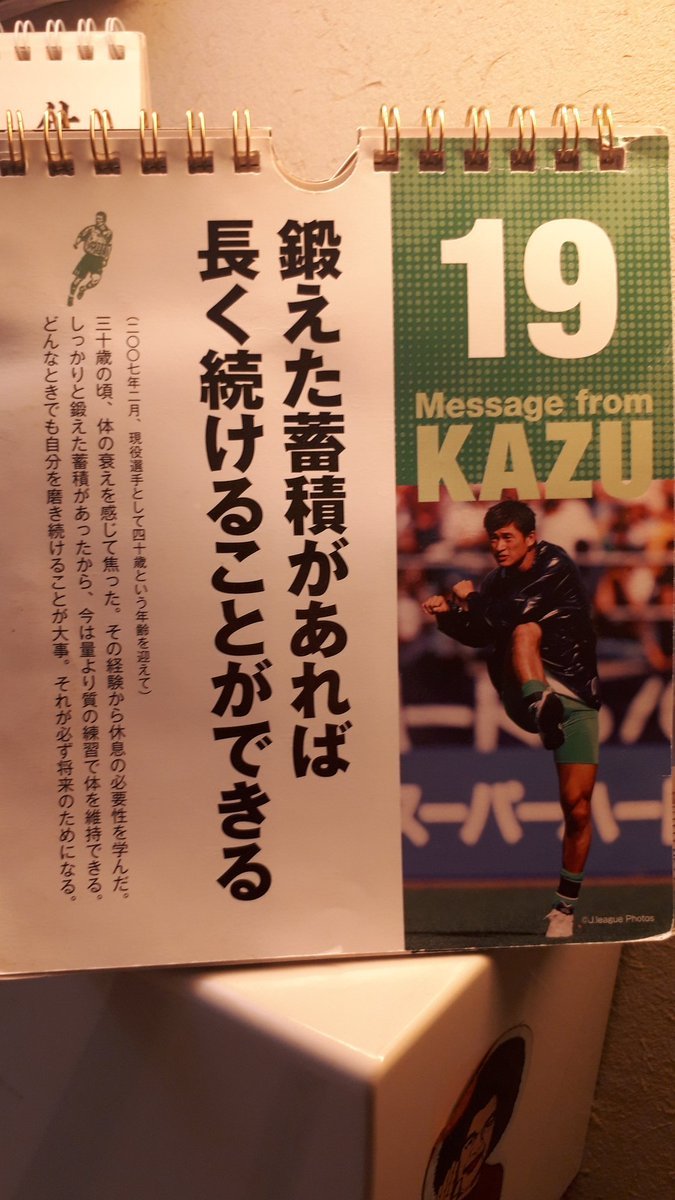 鍛えた蓄積があれば
長く続けることができる
(二〇〇七年二月、現役選手として四十歳という年齢を迎えて)
三十歳の頃、体の衰えを感じて焦った。その経験から休息の必要性を学んだ。
しっかりと鍛えた蓄積があったから、今は量より質の練習で体を維持できる。
どんなときでも自分を磨き続けることが大事。それが必ず将来のためになる。
19
Message from
KAZU
スーパーハー
©J.league Photos